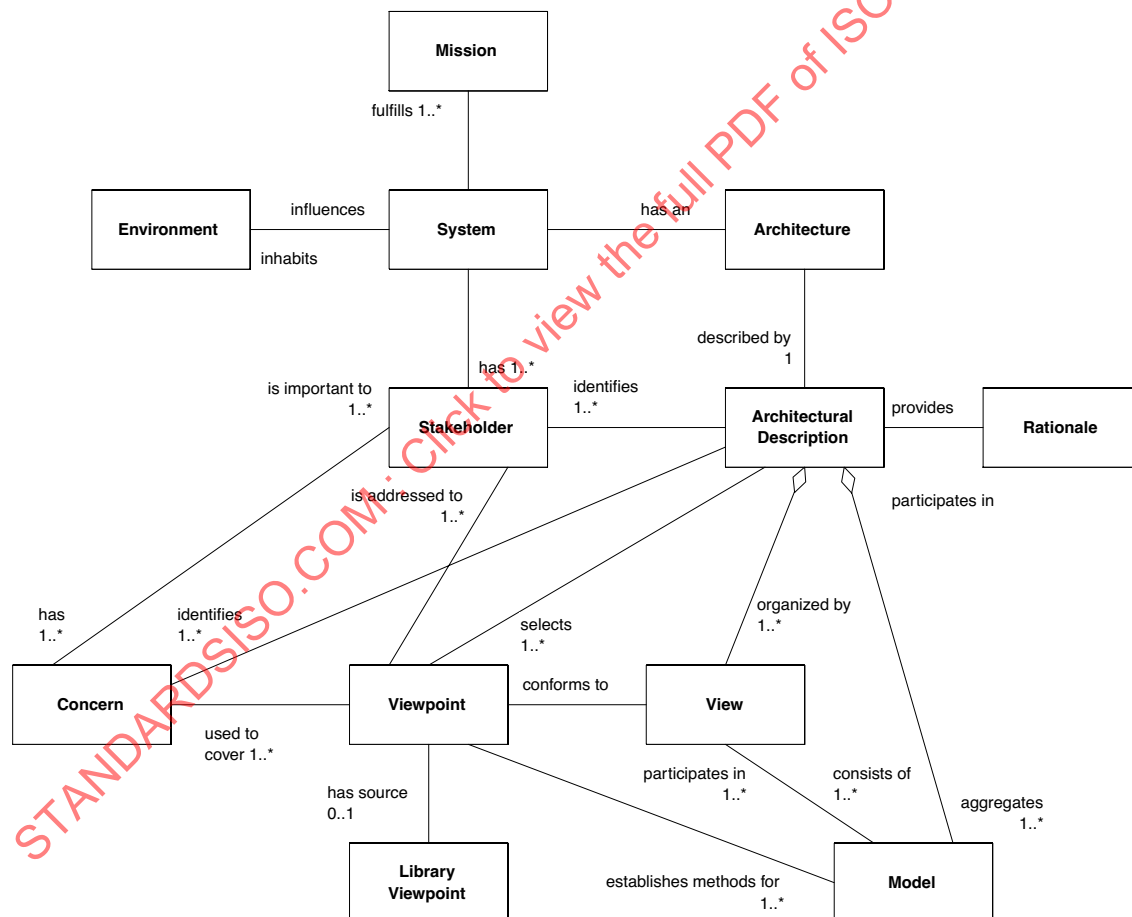 Mission
fulfills 1..*
Environment
influences
inhabits
System
has an
Architecture
described by
1
has 1..*
is important to
1..*
identifies
1..*
Stakeholder
Architectural
Description
provides
Rationale
is addressed to
1..*
participates in
has
1..*
identifies
1..*
selects
1..*
organized by
1..*
Concern
used to
cover 1..*
Viewpoint
conforms to
View
has source
0..1
participates in
1..*
consists of
1..*
aggregates
1..*
Library
Viewpoint
establishes methods for
1..*
Model
STANDARDSISO.COM : Click to view the full PDF of ISO